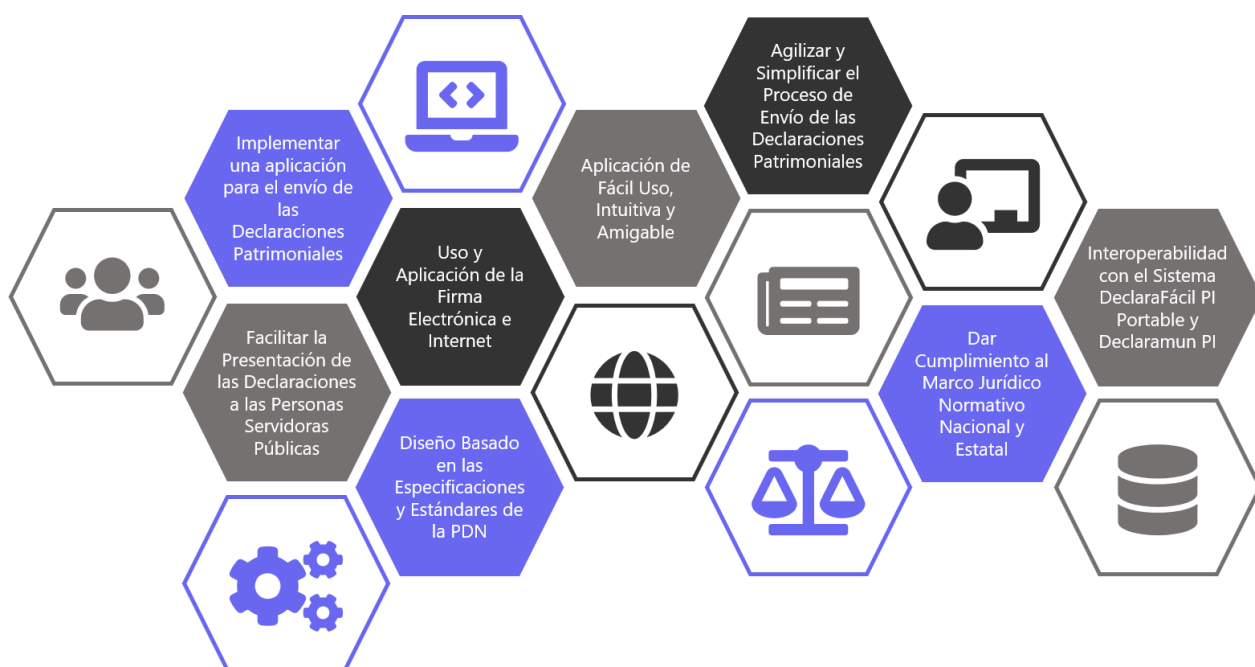 Implementar
una aplicación
para el envío de
las
Declaraciones
Patrimoniales
Facilitar la
Presentación de
las Declaraciones
a las Personas
Servidoras
Públicas
Uso y
Aplicación de la
Firma
Electrónica e
Internet
Diseño Basado
en las
Especificaciones
y Estándares de
la PDN
Aplicación de
Fácil Uso,
Intuitiva y
Amigable
Agilizar y
Simplificar el
Proceso de
Envío de las
Declaraciones
Patrimoniales
Dar
Cumplimiento al
Marco Jurídico
Normativo
Nacional y
Estatal
Interoperabilidad
con el Sistema
DeclaraFácil PI
Portable y
Declaramun PI